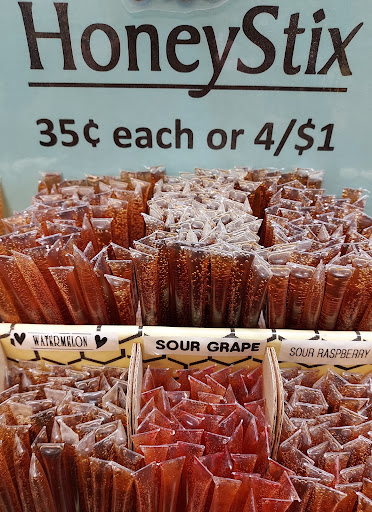 HoneyStix
35¢ each or 4/$1
WATERMELON
SOUR GRAPE
SOUR RASPBERRY